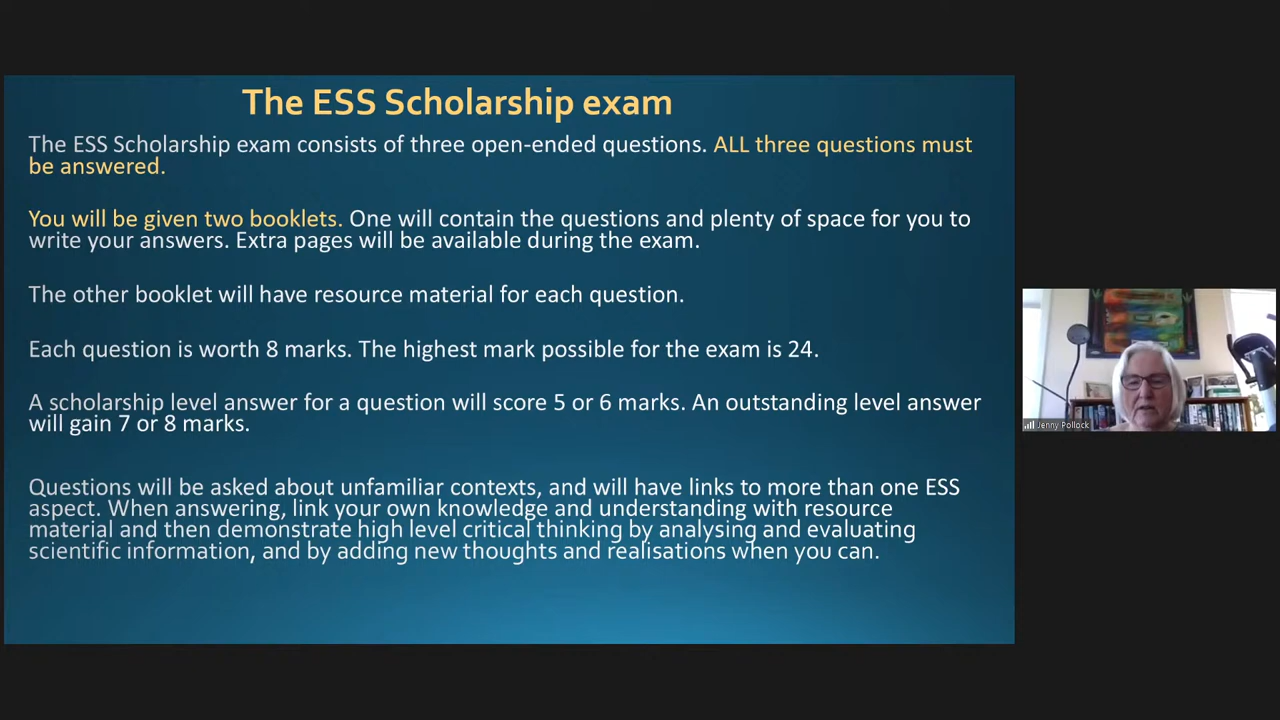 The ESS Scholarship exam
The ESS Scholarship exam consists of three open-ended questions. ALL three questions must
be answered.
You will be given two booklets. One will contain the questions and plenty of space for you to
write your answers. Extra pages will be available during the exam.
The other booklet will have resource material for each question.
Each question is worth 8 marks. The highest mark possible for the exam is 24.
A scholarship level answer for a question will score 5 or 6 marks. An outstanding level answer
will gain 7 or 8 marks.
Questions will be asked about unfamiliar contexts, and will have links to more than one ESS
aspect. When answering, link your own knowledge and understanding with resource
material and then demonstrate high level critical thinking by analysing and evaluating
scientific information, and by adding new thoughts and realisations when you can.
Jenny Pollock